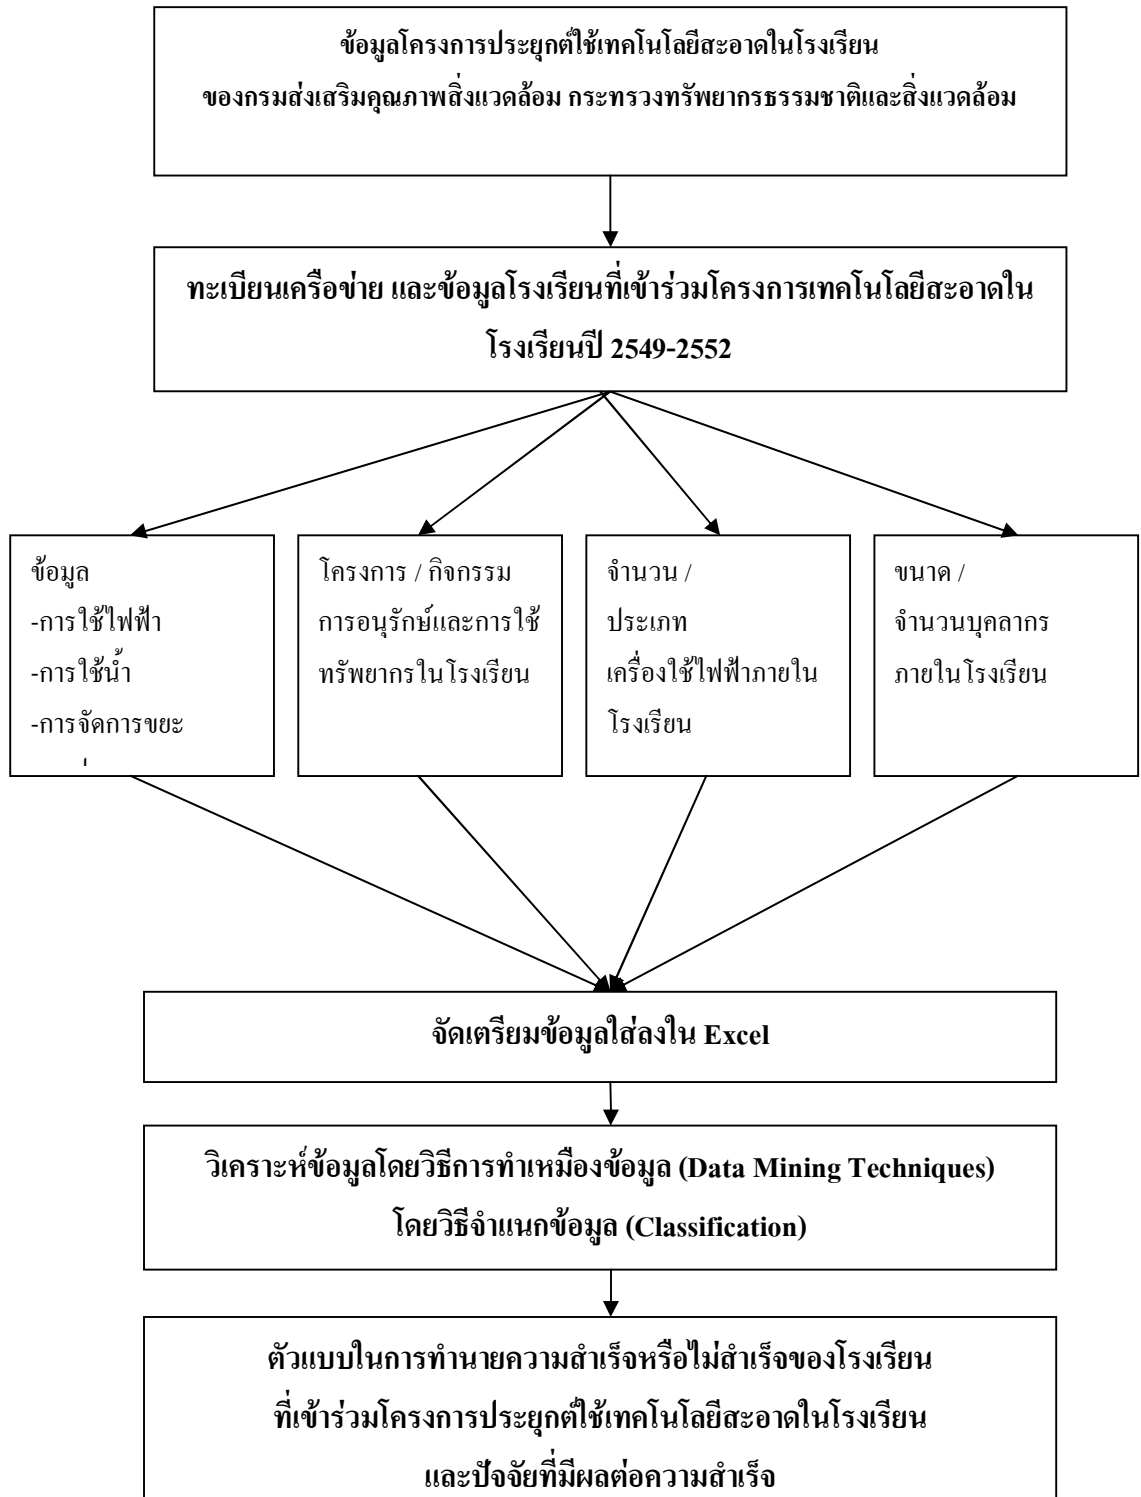 ข้อมูลโครงการประยุกต์ใช้เทคโนโลยีสะอาดในโรงเรียน
ของกรมส่งเสริมคุณภาพสิ่งแวดล้อม กระทรวงทรัพยากรธรรมชาติและสิ่งแวดล้อม
ทะเบียนเครือข่าย และข้อมูลโรงเรียนที่เข้าร่วมโครงการเทคโนโลยีสะอาดใน
โรงเรียนปี 2549-2552
ข้อมูล
-การใช้ไฟฟ้า
-การใช้น้ำ
-การจัดการขยะ
โครงการ / กิจกรรม
การอนุรักษ์และการใช้
ทรัพยากรในโรงเรียน
จำนวน /
ประเภท
เครื่องใช้ไฟฟ้าภายใน
โรงเรียน
ขนาด /
จำนวนบุคลากร
ภายในโรงเรียน
จัดเตรียมข้อมูลใส่ลงใน Excel
วิเคราะห์ข้อมูลโดยวิธีการทำเหมืองข้อมูล (Data Mining Techniques)
โดยวิธีจำแนกข้อมูล (Classification)
ตัวแบบในการทำนายความสำเร็จหรือไม่สำเร็จของโรงเรียน
ที่เข้าร่วมโครงการประยุกต์ใช้เทคโนโลยีสะอาดในโรงเรียน
และปัจจัยที่มีผลต่อความสำเร็จ